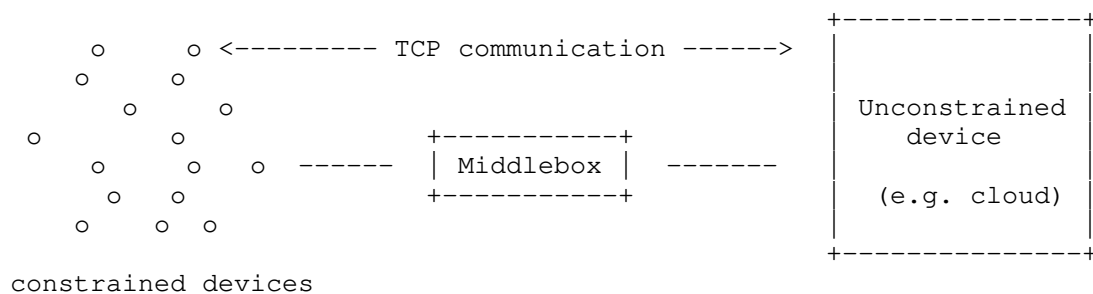 TCP communication
Unconstrained
device
Middlebox
(e.g. cloud)
constrained devices